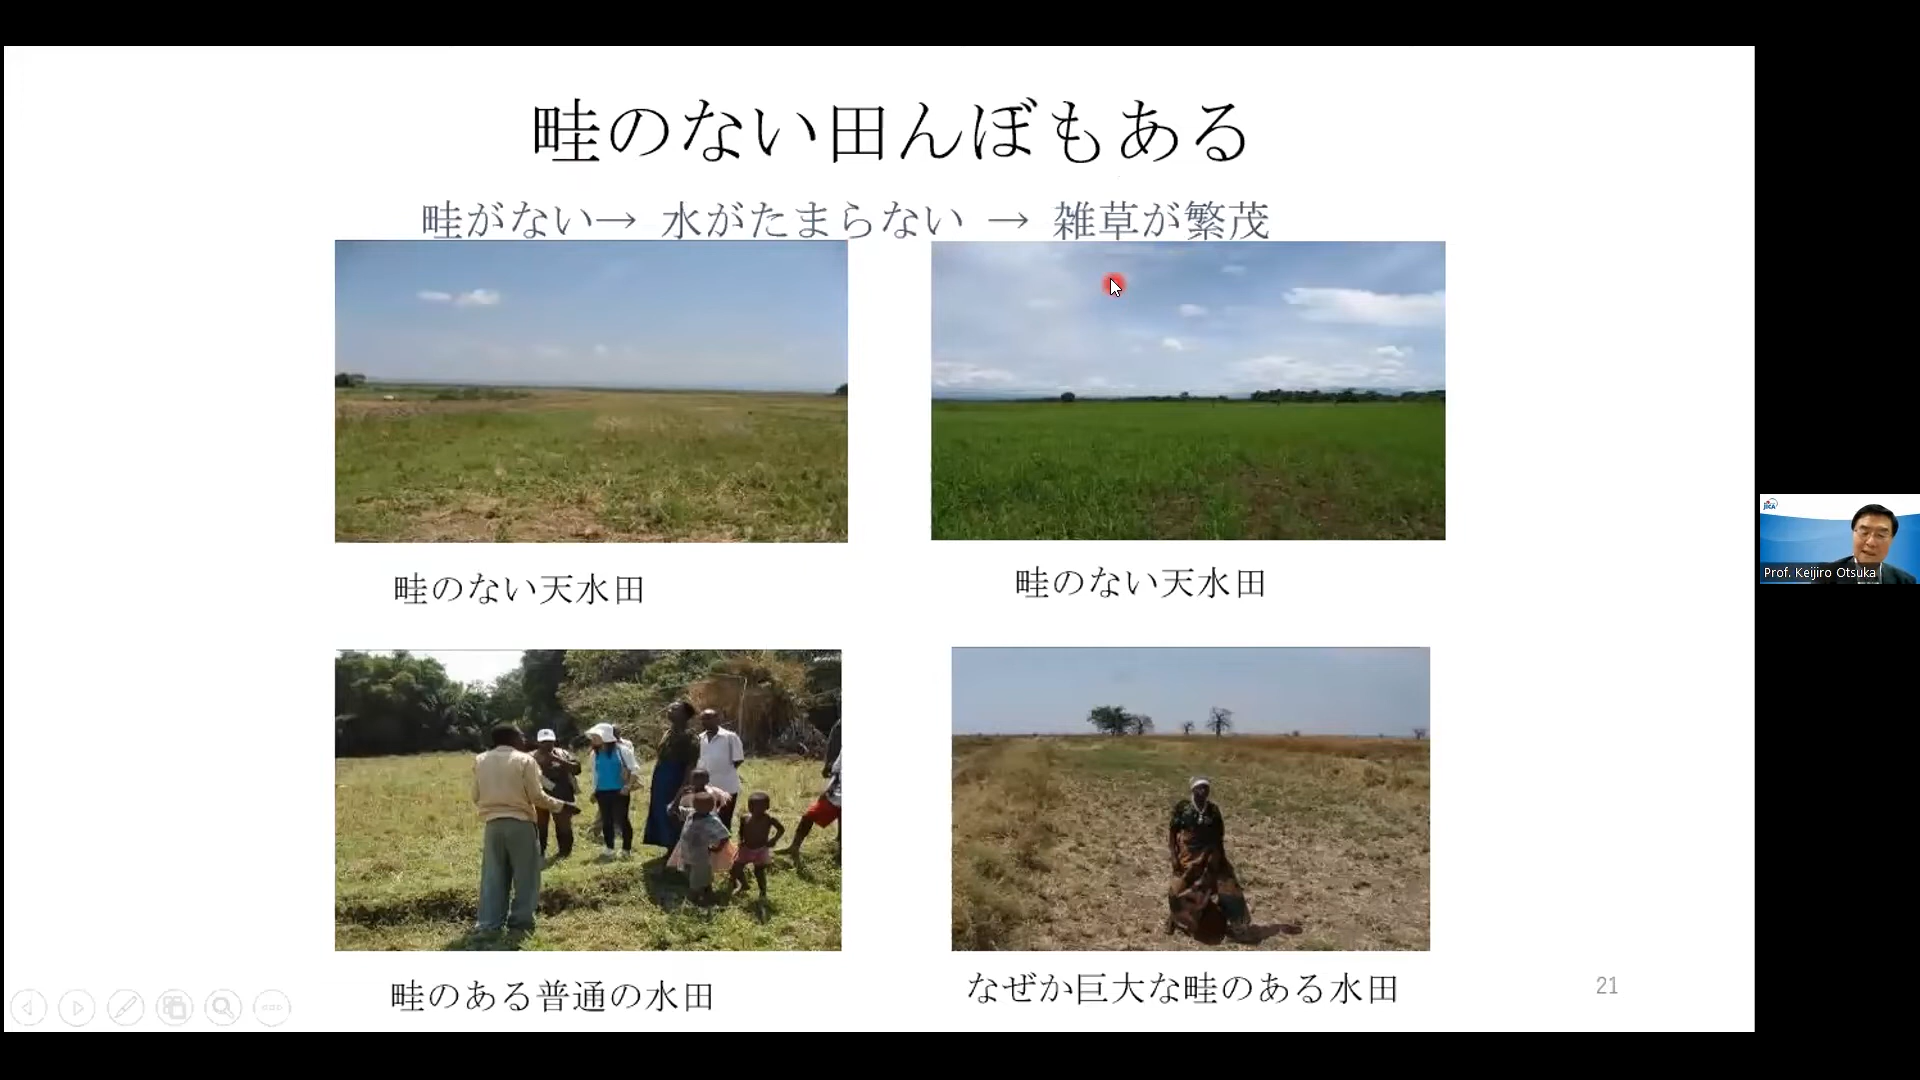 畦のない田んぼもある
畦がない→ 水がたまらない → 雑草が繁茂
畦のない天水田
畦のない天水田
畦のある普通の水田
なぜか巨大な畦のある水田
21
JICA
Prof. Keijiro Otsuka